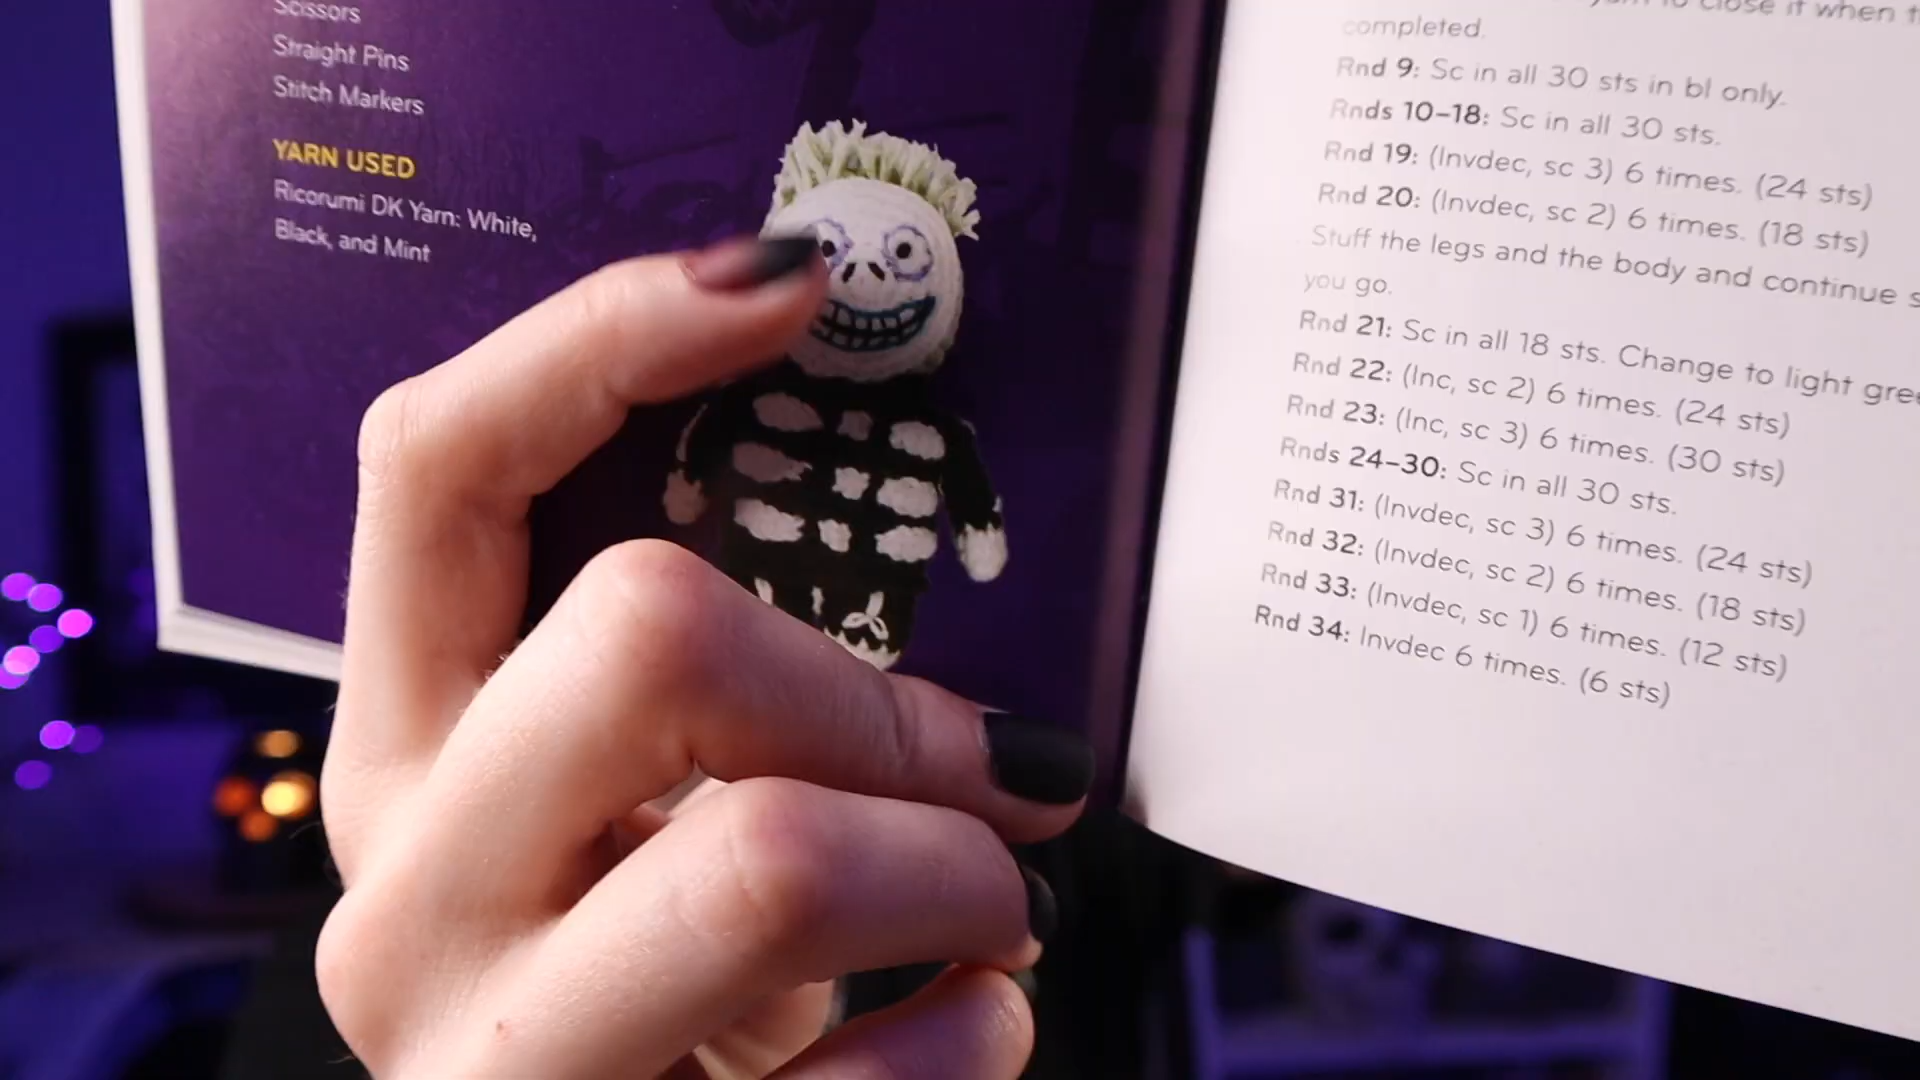 Scissors
Straight Pins
Stitch Markers
YARN USED
Ricorumi DK Yarn: White,
Black, and Mint
to close it when
completed.
Rnd 9: Sc in all 30 sts in bl only.
Rnds 10–18: Sc in all 30 sts.
Rnd 19: (Invdec, sc 3) 6 times. (24 sts)
Rnd 20: (Invdec, sc 2) 6 times. (18 sts)
Stuff the legs and the body and continue
you go.
Rnd 21: Sc in all 18 sts. Change to light
Rnd 22: (Inc, sc 2) 6 times. (24 sts)
Rnd 23: (Inc, sc 3) 6 times. (30 sts)
Rnds 24–30: Sc in all 30 sts.
Rnd 31: (Invdec, sc 3) 6 times. (24 sts)
Rnd 32: (Invdec, sc 2) 6 times. (18 sts)
Rnd 33: (Invdec, sc 1) 6 times. (12 sts)
Rnd 34: Invdec 6 times. (6 sts)